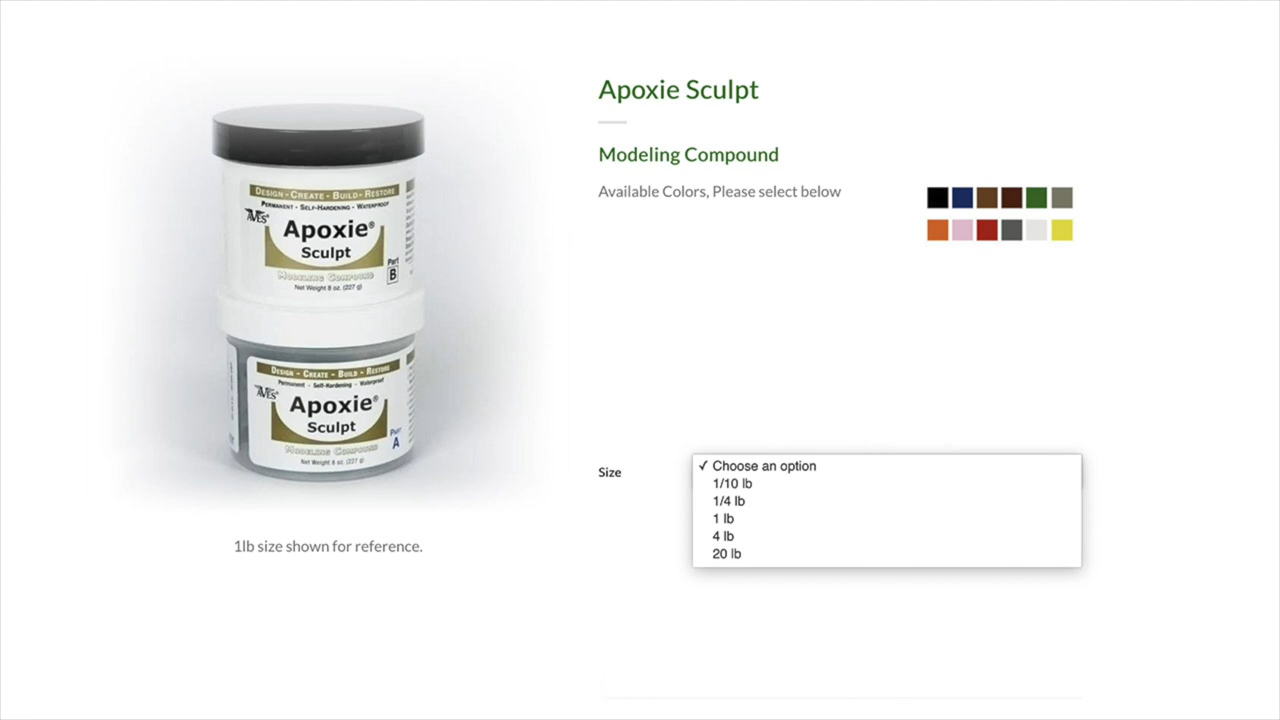 Apoxie Sculpt
Modeling Compound
Available Colors, Please select below
DESIGN - CREATE - BUILD - RESTORE
PERMANENT - SELF-HARDENING - WATERPROOF
AVES®
Apoxie®
Sculpt
Part
B
MODELING COMPOUND
Net Weight 8 oz. (227 g)
DESIGN - CREATE - BUILD - RESTORE
Permanent - Self-Hardening - Waterproof
AVES®
Apoxie®
Sculpt
Part
A
MODELING COMPOUND
Net Weight 8 oz. (227 g)
1lb size shown for reference.
Size
✓ Choose an option
1/10 lb
1/4 lb
1 lb
4 lb
20 lb